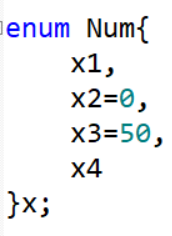 enum Num{
    x1,
    x2=0,
    x3=50,
    x4
}x;